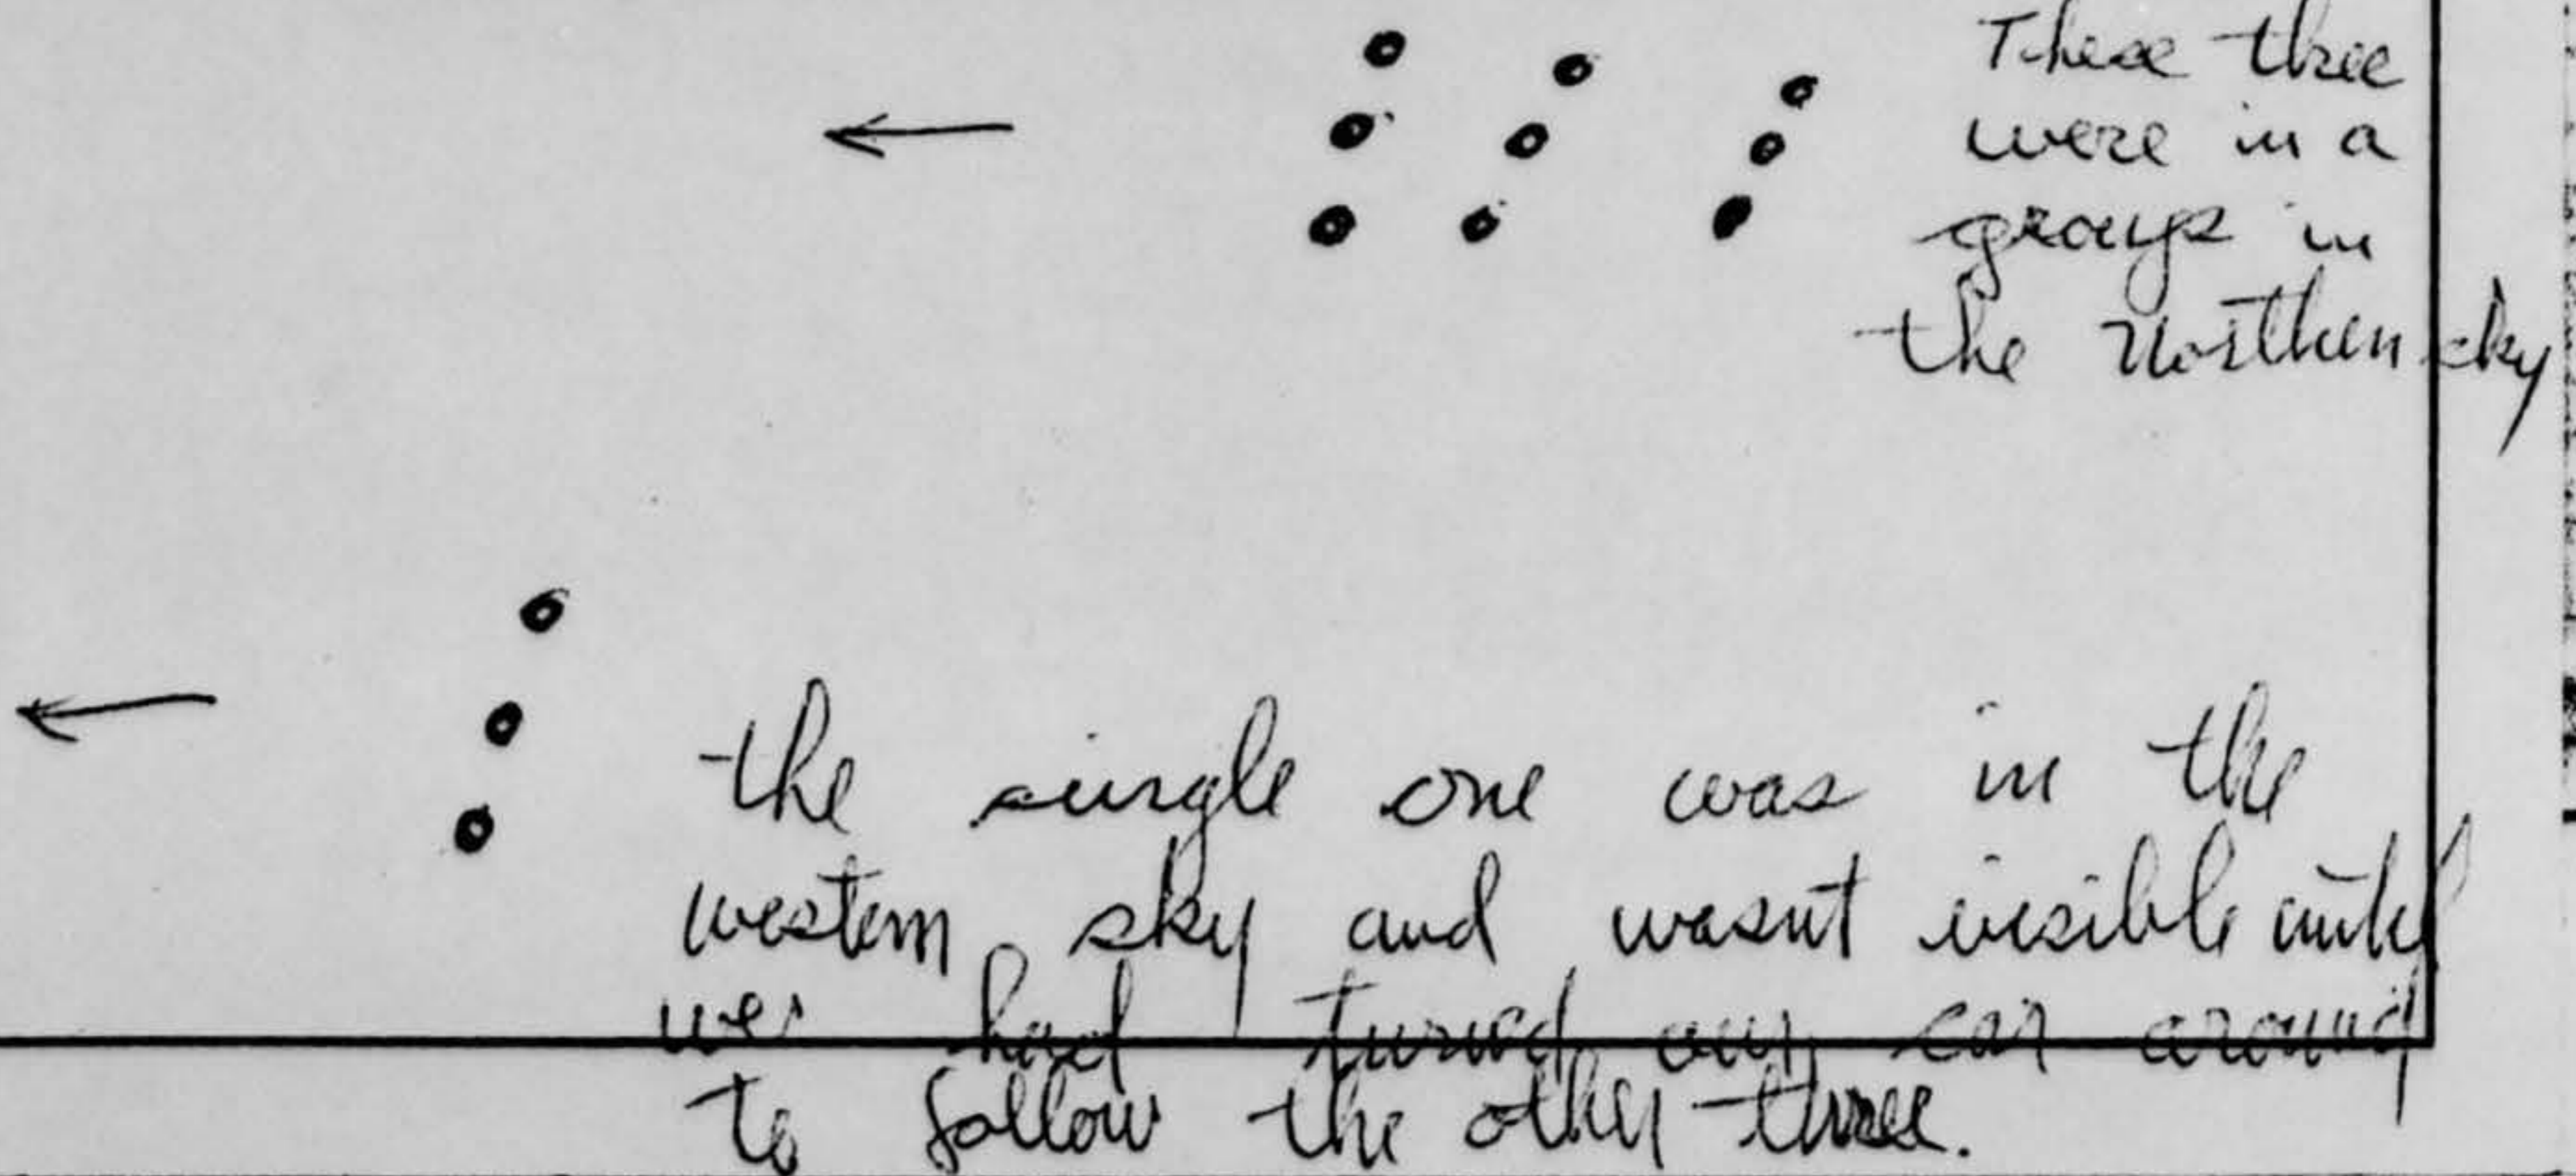 These three
were in a
group in
the Northern sky
the single one was in the
western sky and wasnt visible until
we had turned our car around
to follow the other three.